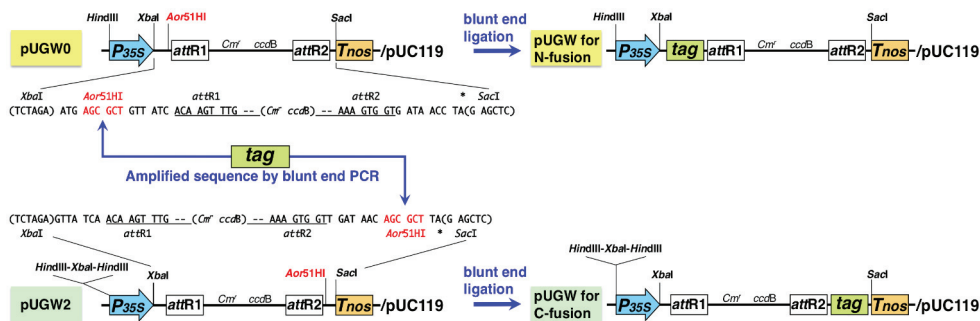 HindIII XbaI Aor51HI SacI
pUGW0 P35S attR1 Cmr ccdB attR2 Tnos /pUC119
blunt end
ligation
HindIII XbaI SacI
pUGW for
N-fusion
P35S tag attR1 Cmr ccdB attR2 Tnos /pUC119
XbaI Aor51HI attR1 attR2 * SacI
(TCTAGA) ATG AGC GCT GTT ATC ACA AGT TTG -- (Cmr ccdB) -- AAA GTG GTG ATA ACC TA(G AGCTC)
tag
Amplified sequence by blunt end PCR
(TCTAGA)GTTA TCA ACA AGT TTG -- (Cmr ccdB) -- AAA GTG GTT GAT AAC AGC GCT TA(G AGCTC)
XbaI attR1 attR2 Aor51HI * SacI
HindIII-XbaI-HindIII XbaI Aor51HI SacI
pUGW2 P35S attR1 Cmr ccdB attR2 Tnos /pUC119
blunt end
ligation
HindIII-XbaI-HindIII XbaI SacI
pUGW for
C-fusion
P35S attR1 Cmr ccdB attR2 tag Tnos /pUC119